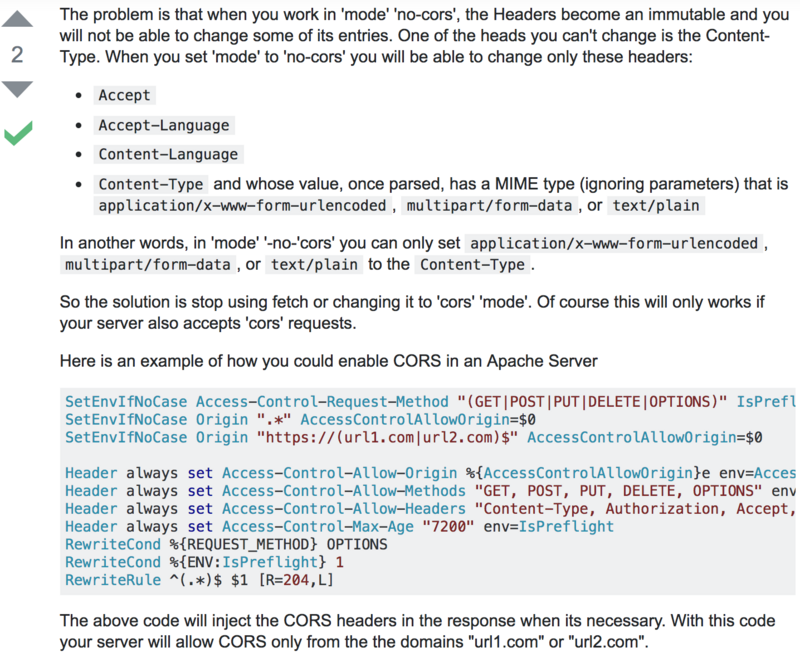 The problem is that when you work in 'mode' 'no-cors', the Headers become an immutable and you
will not be able to change some of its entries. One of the heads you can't change is the Content-
Type. When you set 'mode' to 'no-cors' you will be able to change only these headers:
2
• Accept
• Accept-Language
• Content-Language
• Content-Type and whose value, once parsed, has a MIME type (ignoring parameters) that is
application/x-www-form-urlencoded , multipart/form-data , or text/plain
In another words, in 'mode' '-no-'cors' you can only set application/x-www-form-urlencoded ,
multipart/form-data , or text/plain to the Content-Type .
So the solution is stop using fetch or changing it to 'cors' 'mode'. Of course this will only works if
your server also accepts 'cors' requests.
Here is an example of how you could enable CORS in an Apache Server
SetEnvIfNoCase Access-Control-Request-Method "(GET|POST|PUT|DELETE|OPTIONS)" IsPrefl
SetEnvIfNoCase Origin ".*" AccessControlAllowOrigin=$0
SetEnvIfNoCase Origin "https://(url1.com|url2.com)$" AccessControlAllowOrigin=$0
Header always set Access-Control-Allow-Origin %{AccessControlAllowOrigin}e env=Acces
Header always set Access-Control-Allow-Methods "GET, POST, PUT, DELETE, OPTIONS" env
Header always set Access-Control-Allow-Headers "Content-Type, Authorization, Accept,
Header always set Access-Control-Max-Age "7200" env=IsPreflight
RewriteCond %{REQUEST_METHOD} OPTIONS
RewriteCond %{ENV:IsPreflight} 1
RewriteRule ^(.*)$ $1 [R=204,L]
The above code will inject the CORS headers in the response when its necessary. With this code
your server will allow CORS only from the the domains "url1.com" or "url2.com".